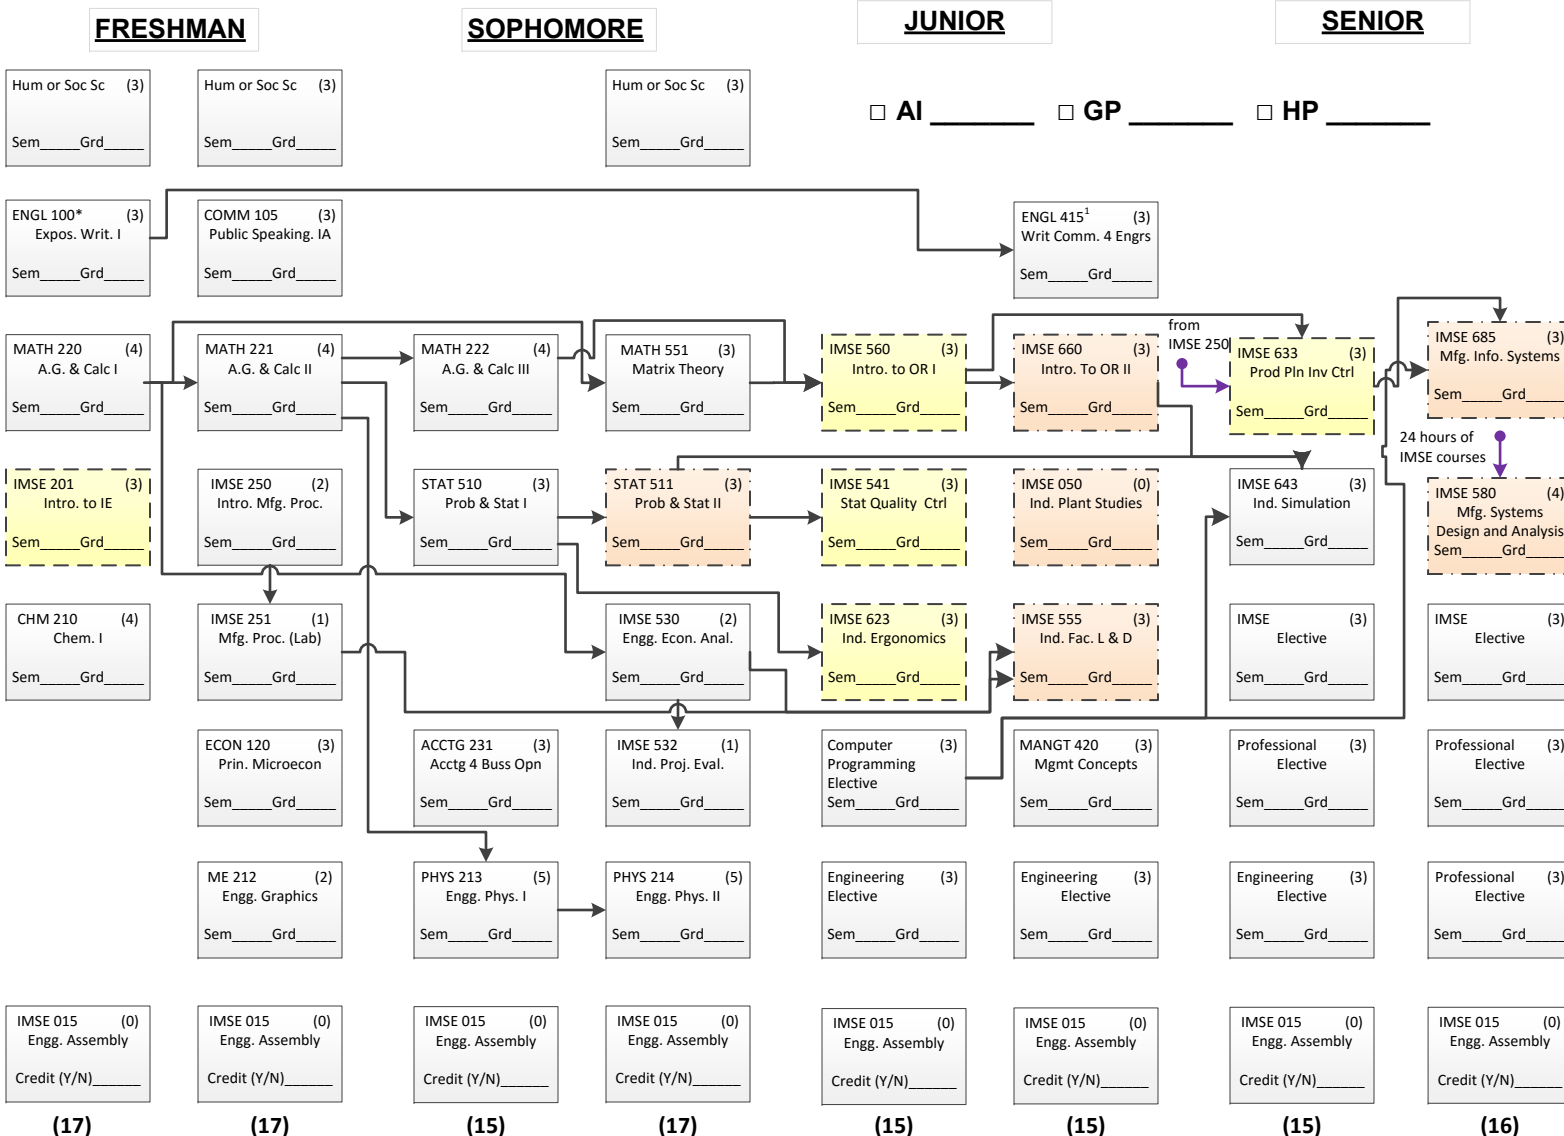 FRESHMAN
SOPHOMORE
JUNIOR
SENIOR
□ AI _______ □ GP _______ □ HP _______
Hum or Soc Sc (3)
Sem_____Grd_____
Hum or Soc Sc (3)
Sem_____Grd_____
Hum or Soc Sc (3)
Sem_____Grd_____
ENGL 100* (3)
Expos. Writ. I
Sem_____Grd_____
COMM 105 (3)
Public Speaking. IA
Sem_____Grd_____
ENGL 415¹ (3)
Writ Comm. 4 Engrs
Sem_____Grd_____
MATH 220 (4)
A.G. & Calc I
Sem_____Grd_____
MATH 221 (4)
A.G. & Calc II
Sem_____Grd_____
MATH 222 (4)
A.G. & Calc III
Sem_____Grd_____
MATH 551 (3)
Matrix Theory
Sem_____Grd_____
IMSE 560 (3)
Intro. to OR I
Sem_____Grd_____
IMSE 660 (3)
Intro. To OR II
Sem_____Grd_____
from
IMSE 250
IMSE 633 (3)
Prod Pln Inv Ctrl
Sem_____Grd_____
IMSE 685 (3)
Mfg. Info. Systems
Sem_____Grd_____
24 hours of
IMSE courses
IMSE 201 (3)
Intro. to IE
Sem_____Grd_____
IMSE 250 (2)
Intro. Mfg. Proc.
Sem_____Grd_____
STAT 510 (3)
Prob & Stat I
Sem_____Grd_____
STAT 511 (3)
Prob & Stat II
Sem_____Grd_____
IMSE 541 (3)
Stat Quality Ctrl
Sem_____Grd_____
IMSE 050 (0)
Ind. Plant Studies
Sem_____Grd_____
IMSE 643 (3)
Ind. Simulation
Sem_____Grd_____
IMSE 580 (4)
Mfg. Systems
Design and Analysis
Sem_____Grd_____
CHM 210 (4)
Chem. I
Sem_____Grd_____
IMSE 251 (1)
Mfg. Proc. (Lab)
Sem_____Grd_____
IMSE 530 (2)
Engg. Econ. Anal.
Sem_____Grd_____
IMSE 623 (3)
Ind. Ergonomics
Sem_____Grd_____
IMSE 555 (3)
Ind. Fac. L & D
Sem_____Grd_____
IMSE (3)
Elective
Sem_____Grd_____
IMSE (3)
Elective
Sem_____Grd_____
ECON 120 (3)
Prin. Microecon
Sem_____Grd_____
ACCTG 231 (3)
Acctg 4 Buss Opn
Sem_____Grd_____
IMSE 532 (1)
Ind. Proj. Eval.
Sem_____Grd_____
Computer (3)
Programming
Elective
Sem_____Grd_____
MANGT 420 (3)
Mgmt Concepts
Sem_____Grd_____
Professional (3)
Elective
Sem_____Grd_____
Professional (3)
Elective
Sem_____Grd_____
ME 212 (2)
Engg. Graphics
Sem_____Grd_____
PHYS 213 (5)
Engg. Phys. I
Sem_____Grd_____
PHYS 214 (5)
Engg. Phys. II
Sem_____Grd_____
Engineering (3)
Elective
Sem_____Grd_____
Engineering (3)
Elective
Sem_____Grd_____
Engineering (3)
Elective
Sem_____Grd_____
Professional (3)
Elective
Sem_____Grd_____
IMSE 015 (0)
Engg. Assembly
Credit (Y/N)______
IMSE 015 (0)
Engg. Assembly
Credit (Y/N)______
IMSE 015 (0)
Engg. Assembly
Credit (Y/N)______
IMSE 015 (0)
Engg. Assembly
Credit (Y/N)______
IMSE 015 (0)
Engg. Assembly
Credit (Y/N)______
IMSE 015 (0)
Engg. Assembly
Credit (Y/N)______
IMSE 015 (0)
Engg. Assembly
Credit (Y/N)______
IMSE 015 (0)
Engg. Assembly
Credit (Y/N)______
(17) (17) (15) (17) (15) (15) (15) (16)